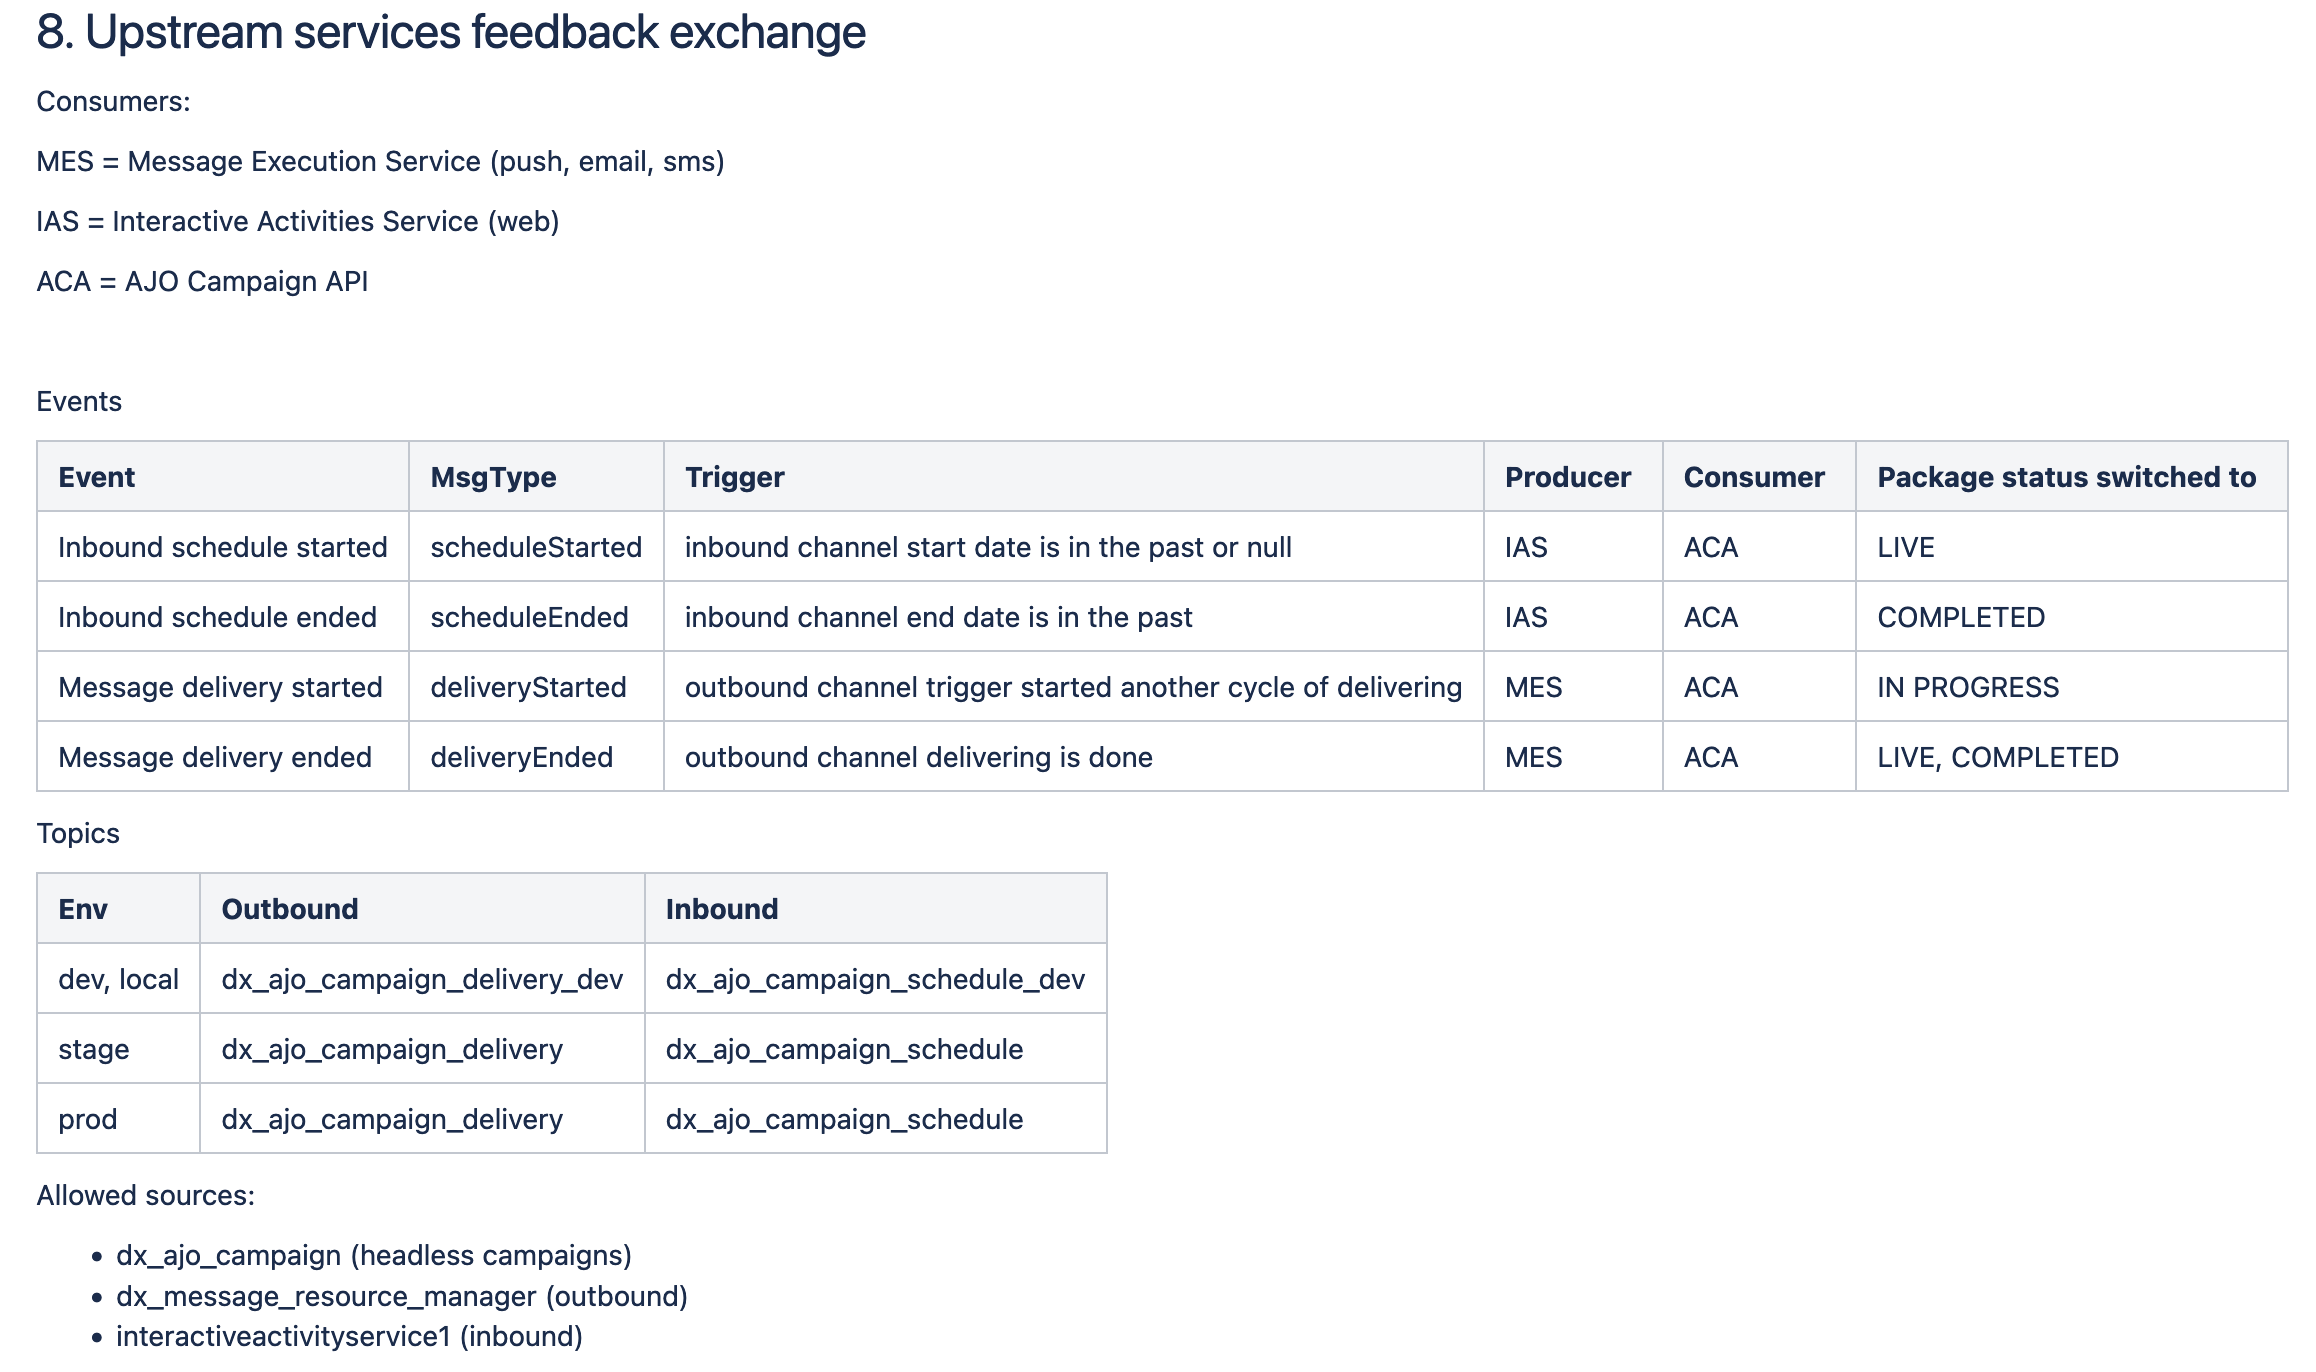 8. Upstream services feedback exchange
Consumers:
MES = Message Execution Service (push, email, sms)
IAS = Interactive Activities Service (web)
ACA = AJO Campaign API
Events
Event MsgType Trigger Producer Consumer Package status switched to
Inbound schedule started scheduleStarted inbound channel start date is in the past or null IAS ACA LIVE
Inbound schedule ended scheduleEnded inbound channel end date is in the past IAS ACA COMPLETED
Message delivery started deliveryStarted outbound channel trigger started another cycle of delivering MES ACA IN PROGRESS
Message delivery ended deliveryEnded outbound channel delivering is done MES ACA LIVE, COMPLETED
Topics
Env Outbound Inbound
dev, local dx_ajo_campaign_delivery_dev dx_ajo_campaign_schedule_dev
stage dx_ajo_campaign_delivery dx_ajo_campaign_schedule
prod dx_ajo_campaign_delivery dx_ajo_campaign_schedule
Allowed sources:
• dx_ajo_campaign (headless campaigns)
• dx_message_resource_manager (outbound)
• interactiveactivityservice1 (inbound)